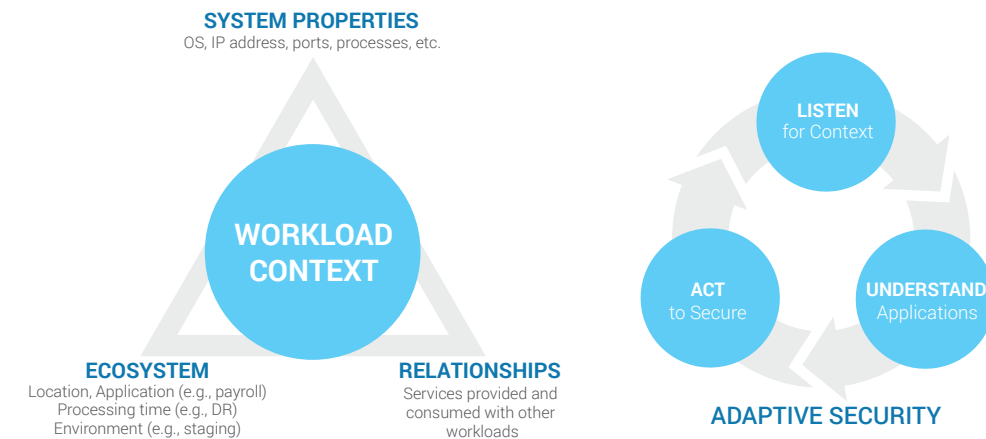 SYSTEM PROPERTIES
OS, IP address, ports, processes, etc.
WORKLOAD
CONTEXT
ECOSYSTEM
Location, Application (e.g., payroll)
Processing time (e.g., DR)
Environment (e.g., staging)
RELATIONSHIPS
Services provided and
consumed with other
workloads
LISTEN
for Context
UNDERSTAND
Applications
ACT
to Secure
ADAPTIVE SECURITY